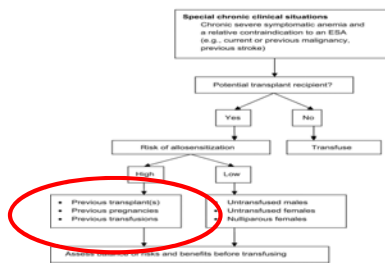 Special chronic clinical situations
Chronic severe symptomatic anemia and
a relative contraindication to an ESA
(e.g., current or previous malignancy,
previous stroke)
Potential transplant recipient?
Yes No
Risk of allosensitization Transfuse
High Low
• Previous transplant(s)
• Previous pregnancies
• Previous transfusions
• Untransfused males
• Untransfused females
• Nulliparous females
Assess balance of risks and benefits before transfusing